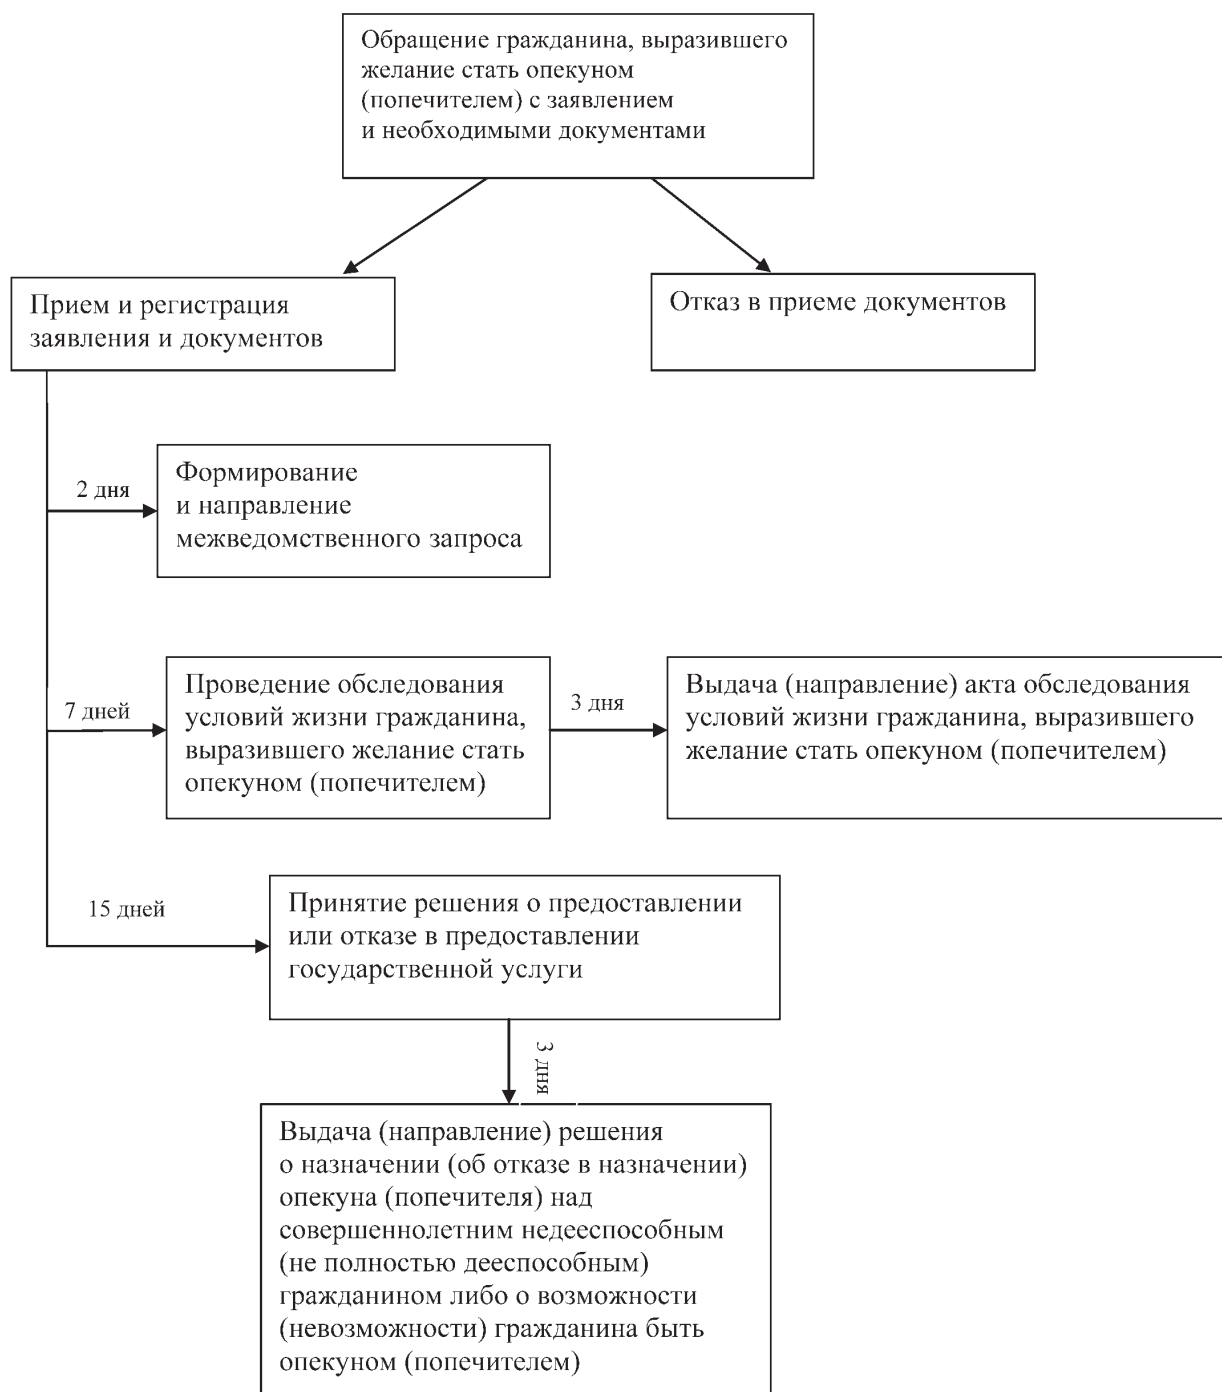 Обращение гражданина, выразившего
желание стать опекуном
(попечителем) с заявлением
и необходимыми документами
Прием и регистрация
заявления и документов
Отказ в приеме документов
2 дня
Формирование
и направление
межведомственного запроса
7 дней
Проведение обследования
условий жизни гражданина,
выразившего желание стать
опекуном (попечителем)
3 дня
Выдача (направление) акта обследования
условий жизни гражданина, выразившего
желание стать опекуном (попечителем)
15 дней
Принятие решения о предоставлении
или отказе в предоставлении
государственной услуги
3 дня
Выдача (направление) решения
о назначении (об отказе в назначении)
опекуна (попечителя) над
совершеннолетним недееспособным
(не полностью дееспособным)
гражданином либо о возможности
(невозможности) гражданина быть
опекуном (попечителем)